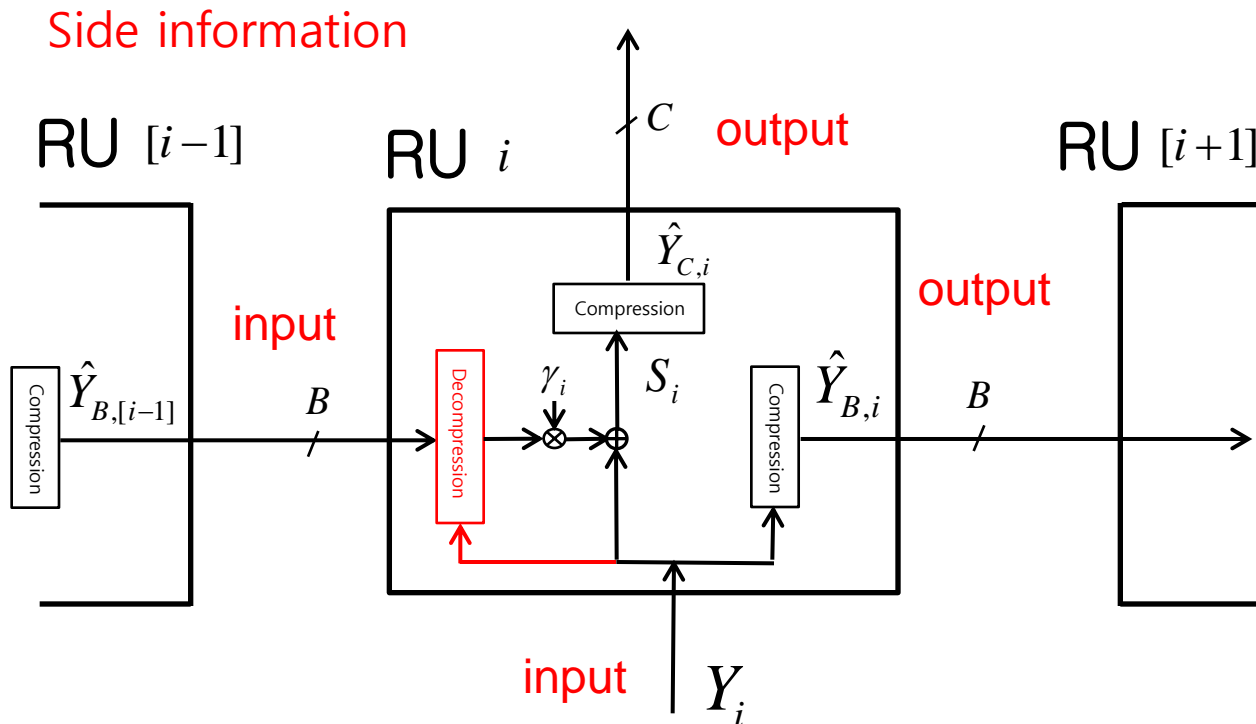 Side information
C
output
RU [i−1]
RU i
RU [i+1]
Ŷ_{C,i}
output
Compression
input
Compression
Ŷ_{B,[i−1]}
B
Decompression
γ_i
S_i
Compression
Ŷ_{B,i}
B
input
Y_i